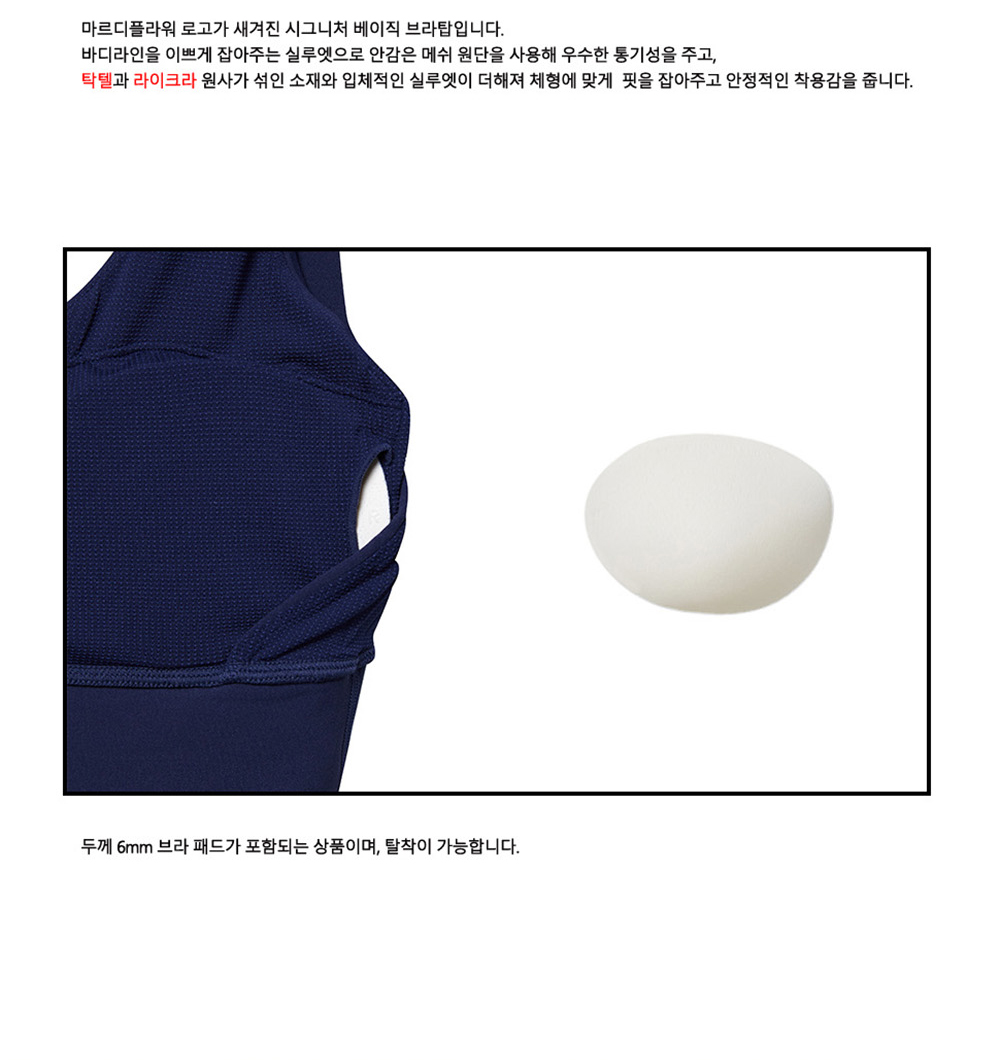 마르디플라워 로고가 새겨진 시그니처 베이직 브라탑입니다.
바디라인을 이쁘게 잡아주는 실루엣으로 안감은 메쉬 원단을 사용해 우수한 통기성을 주고,
탁텔과 라이크라 원사가 섞인 소재와 입체적인 실루엣이 더해져 체형에 맞게 핏을 잡아주고 안정적인 착용감을 줍니다.
두께 6mm 브라 패드가 포함되는 상품이며, 탈착이 가능합니다.